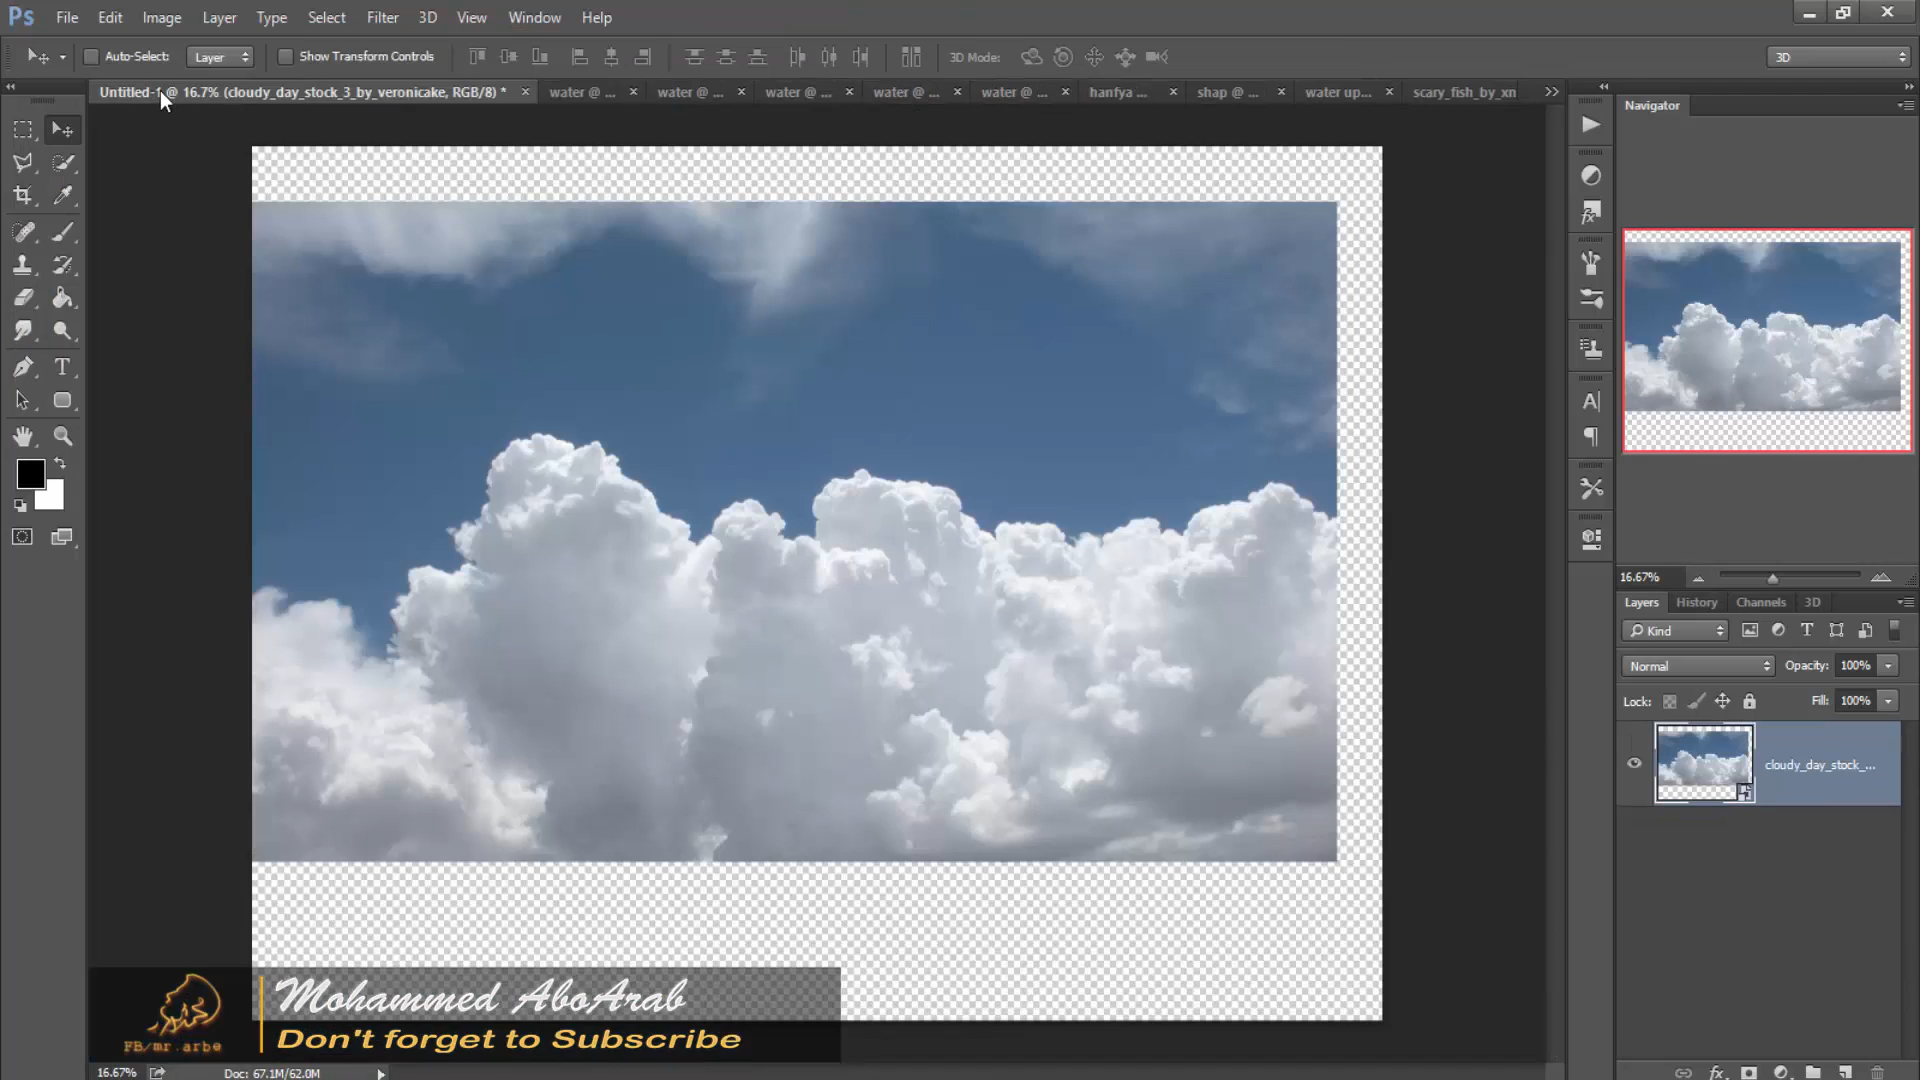 Ps File Edit Image Layer Type Select Filter 3D View Window Help
Auto-Select: Layer Show Transform Controls 3D Mode: 3D
Untitled-1 @ 16.7% (cloudy_day_stock_3_by_veronicake, RGB/8) * water @ ... water @ ... water @ ... water @ ... water @ ... hanfya ... shap @ ... water up... scary_fish_by_xn
Navigator
16.67%
Layers History Channels 3D
Kind
Normal Opacity: 100%
Lock: Fill: 100%
cloudy_day_stock_...
Mohammed AboArab
Don't forget to Subscribe
FB/mr.arbe
16.67% Doc: 67.1M/62.0M